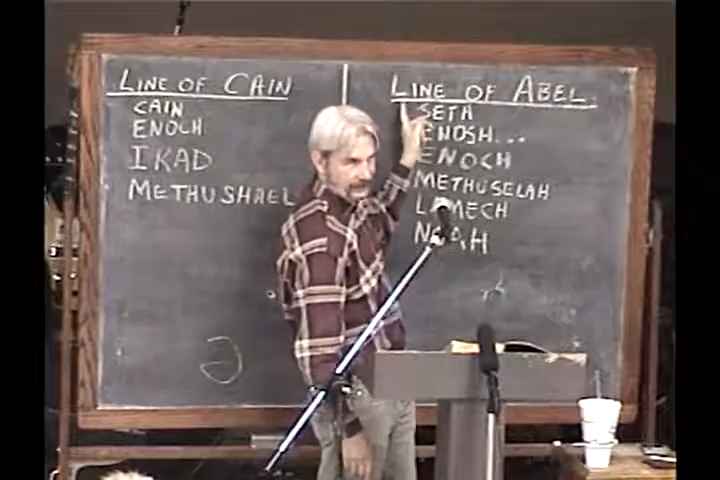 LINE OF CAIN
CAIN
ENOCH
IKAD
METHUSHAEL
LINE OF ABEL
SETH
ENOSH...
ENOCH
METHUSELAH
LAMECH
NOAH